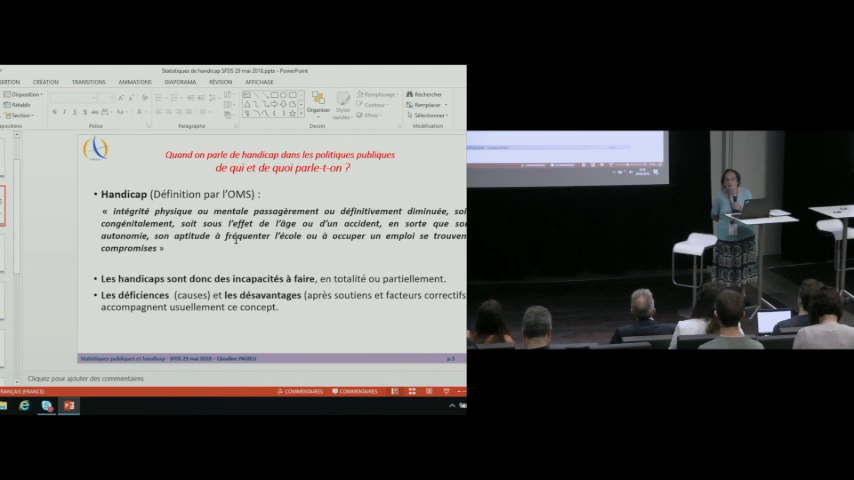 Statistiques de handicap SFDS 29 mai 2018.pptx - PowerPoint
SERTION CRÉATION TRANSITIONS ANIMATIONS DIAPORAMA RÉVISION AFFICHAGE
Disposition
Rétablir
Section
Organiser
Styles
rapides
Remplissage
Contour
Effets
Rechercher
Remplacer
Sélectionner
Police Paragraphe Dessin Modification
Quand on parle de handicap dans les politiques publiques
de qui et de quoi parle-t-on ?
• Handicap (Définition par l'OMS) :
« intégrité physique ou mentale passagèrement ou définitivement diminuée, soi
congénitalement, soit sous l'effet de l'âge ou d'un accident, en sorte que so
autonomie, son aptitude à fréquenter l'école ou à occuper un emploi se trouven
compromises »
• Les handicaps sont donc des incapacités à faire, en totalité ou partiellement.
• Les déficiences (causes) et les désavantages (après soutiens et facteurs correctifs
accompagnent usuellement ce concept.
Statistiques publiques et handicap - SFDS 29 mai 2018 – Claudine PADIEU p.3
Cliquez pour ajouter des commentaires
FRANÇAIS (FRANCE)
COMMENTAIRES COMMENTAIRES